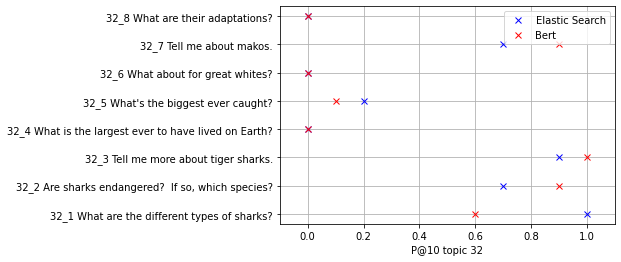 32_8 What are their adaptations?
32_7 Tell me about makos.
32_6 What about for great whites?
32_5 What's the biggest ever caught?
32_4 What is the largest ever to have lived on Earth?
32_3 Tell me more about tiger sharks.
32_2 Are sharks endangered?  If so, which species?
32_1 What are the different types of sharks?
Elastic Search
Bert
0.0 0.2 0.4 0.6 0.8 1.0
P@10 topic 32